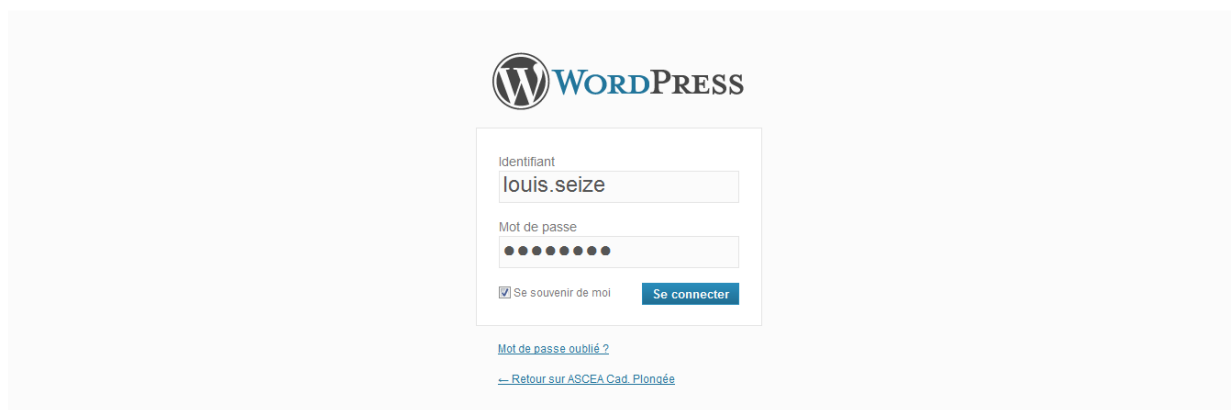 WORDPRESS
Identifiant
louis.seize
Mot de passe
●●●●●●●●
Se souvenir de moi
Se connecter
Mot de passe oublié ?
← Retour sur ASCEA Cad. Plongée